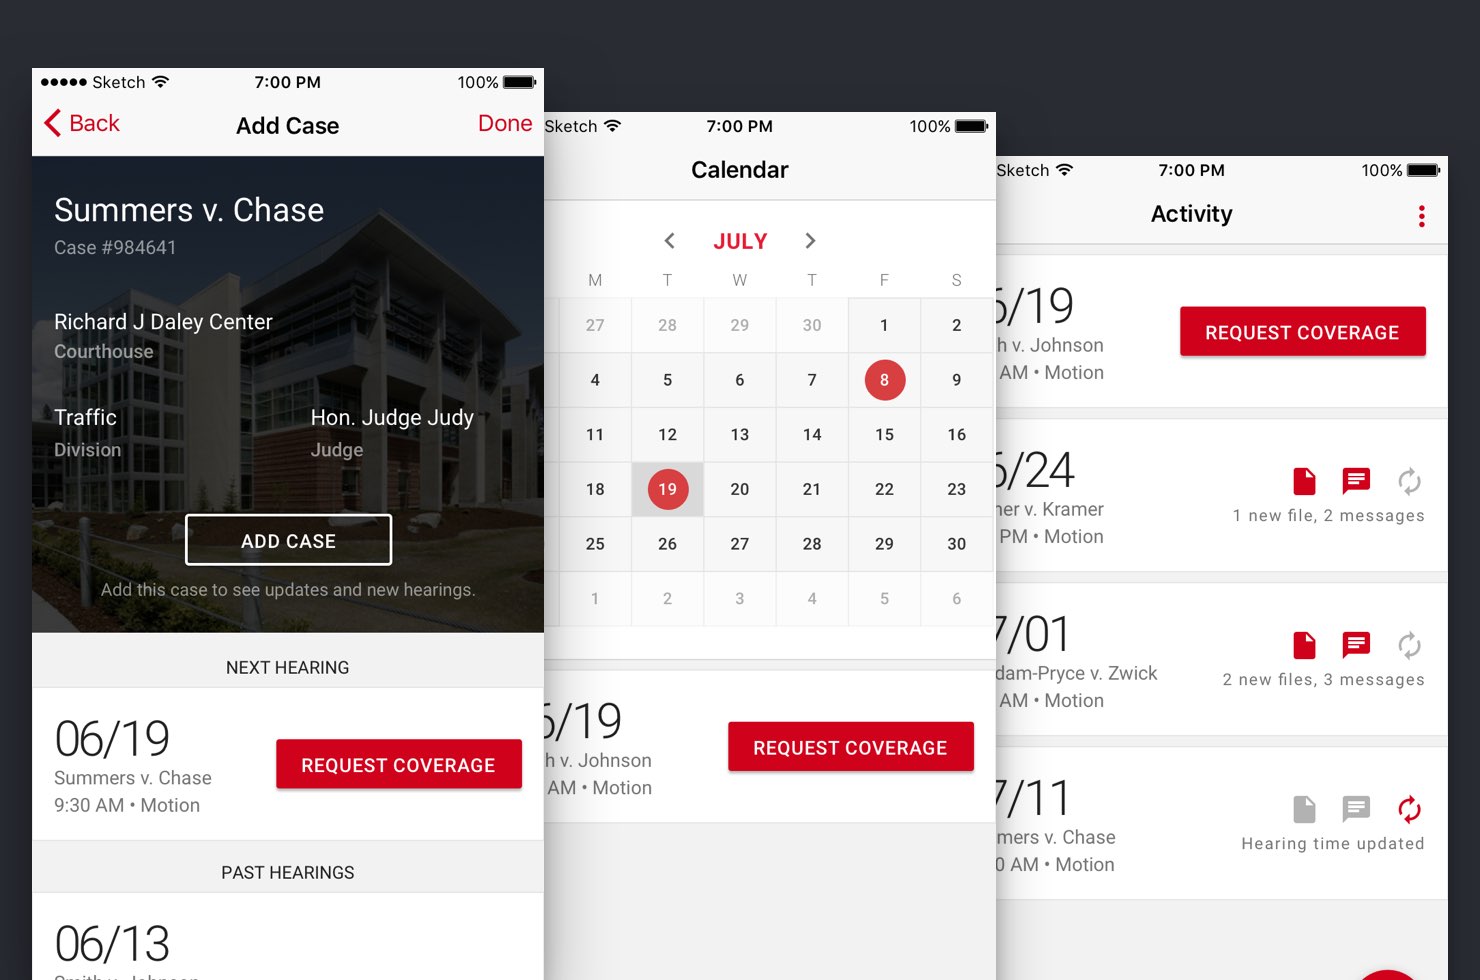 Sketch 7:00 PM 100%
Back Add Case Done
Summers v. Chase
Case #984641
Richard J Daley Center
Courthouse
Traffic Hon. Judge Judy
Division Judge
ADD CASE
Add this case to see updates and new hearings.
NEXT HEARING
06/19
Summers v. Chase
9:30 AM • Motion
REQUEST COVERAGE
PAST HEARINGS
06/13
Sketch 7:00 PM 100%
Calendar
JULY
M T W T F S
27 28 29 30 1 2
4 5 6 7 8 9
11 12 13 14 15 16
18 19 20 21 22 23
25 26 27 28 29 30
1 2 3 4 5 6
6/19
h v. Johnson
AM • Motion
REQUEST COVERAGE
Sketch 7:00 PM 100%
Activity
6/19
h v. Johnson
AM • Motion
REQUEST COVERAGE
6/24
ner v. Kramer
PM • Motion
1 new file, 2 messages
7/01
dam-Pryce v. Zwick
AM • Motion
2 new files, 3 messages
7/11
mers v. Chase
0 AM • Motion
Hearing time updated